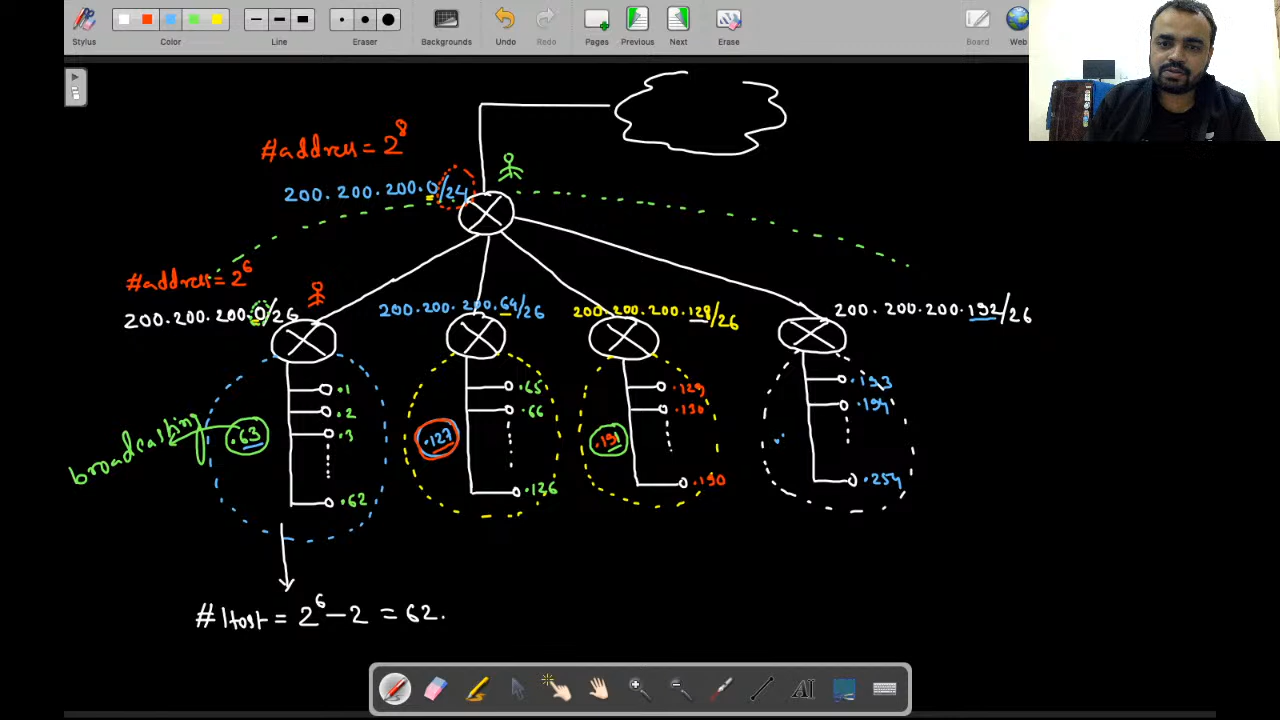 Stylus
Color
Line
Eraser
Backgrounds
Undo
Redo
Pages
Previous
Next
Erase
Board
Web
#address = 2^8
200.200.200.0/24
#address = 2^6
200.200.200.0/26
200.200.200.64/26
200.200.200.128/26
200.200.200.192/26
.1
.2
.3
.62
.63
broadcasting
.65
.66
.136
.127
.129
.130
.190
.191
.193
.194
.254
#Host = 2^6 - 2 = 62.
AI